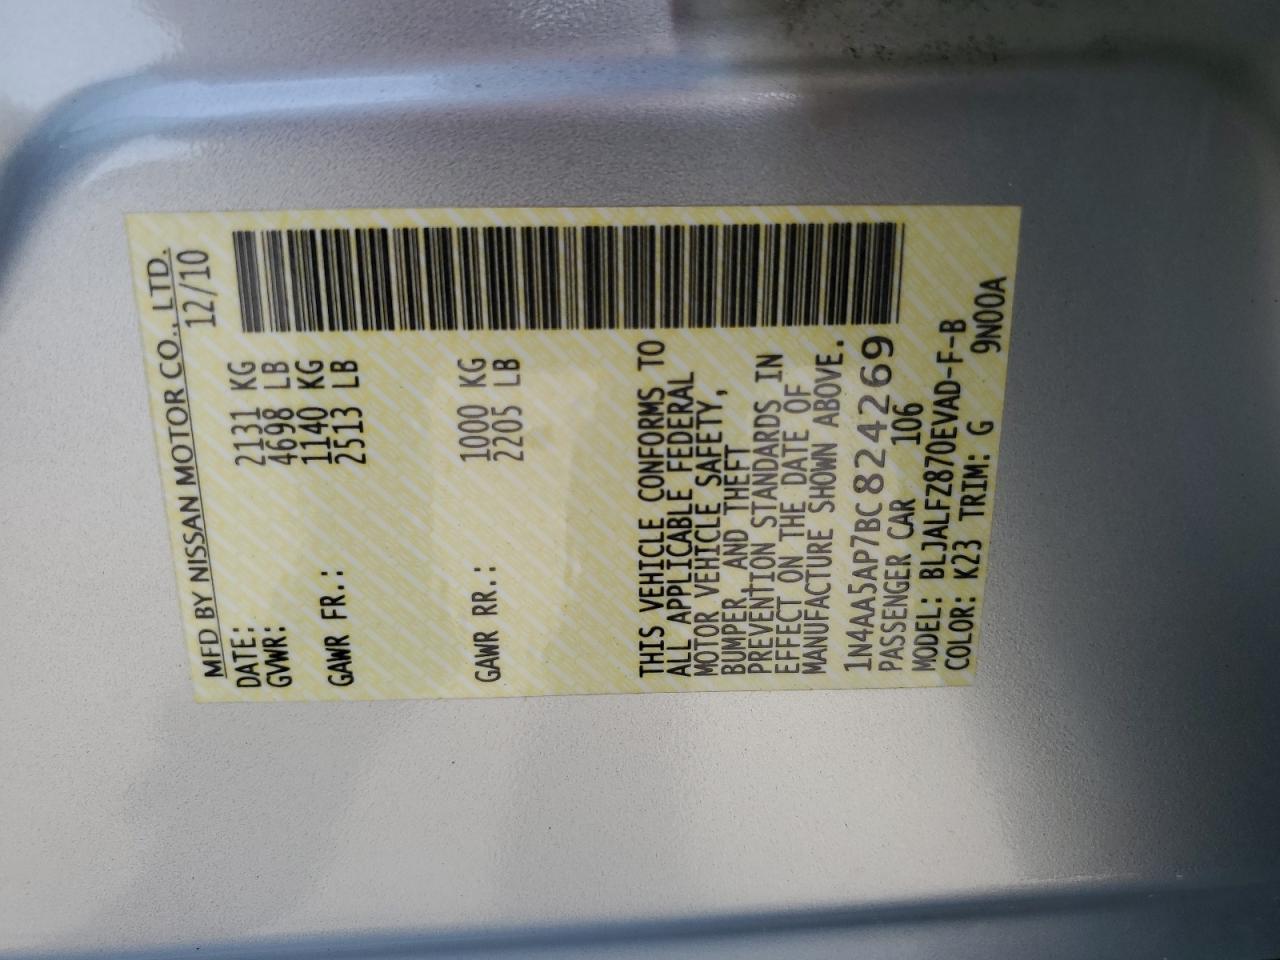 MFD BY NISSAN MOTOR CO., LTD.
DATE: 12/10
GVWR: 2131 KG
4698 LB
GAWR FR.: 1140 KG
2513 LB
GAWR RR.: 1000 KG
2205 LB
THIS VEHICLE CONFORMS TO
ALL APPLICABLE FEDERAL
MOTOR VEHICLE SAFETY,
BUMPER, AND THEFT
PREVENTION STANDARDS IN
EFFECT ON THE DATE OF
MANUFACTURE SHOWN ABOVE.
1N4AA5AP7BC824269
PASSENGER CAR 106
MODEL: BLJALFZ870EVAD-F-B
COLOR: K23 TRIM: G 9N00A